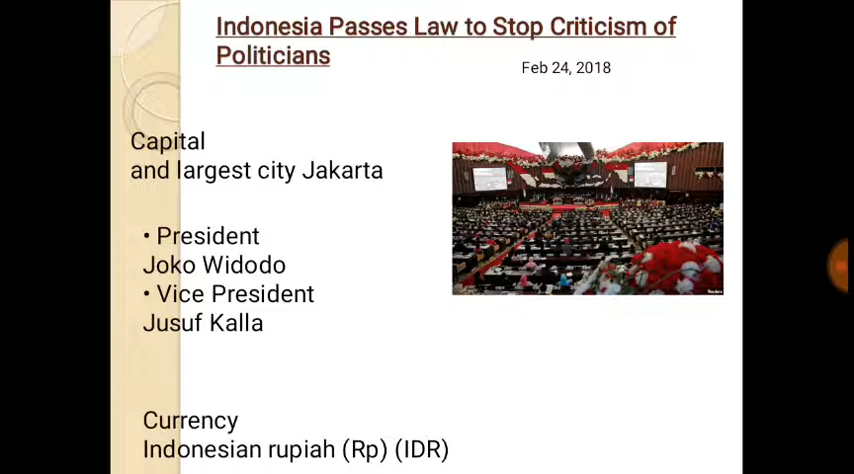 Indonesia Passes Law to Stop Criticism of
Politicians
Feb 24, 2018
Capital
and largest city Jakarta
• President
Joko Widodo
• Vice President
Jusuf Kalla
Currency
Indonesian rupiah (Rp) (IDR)